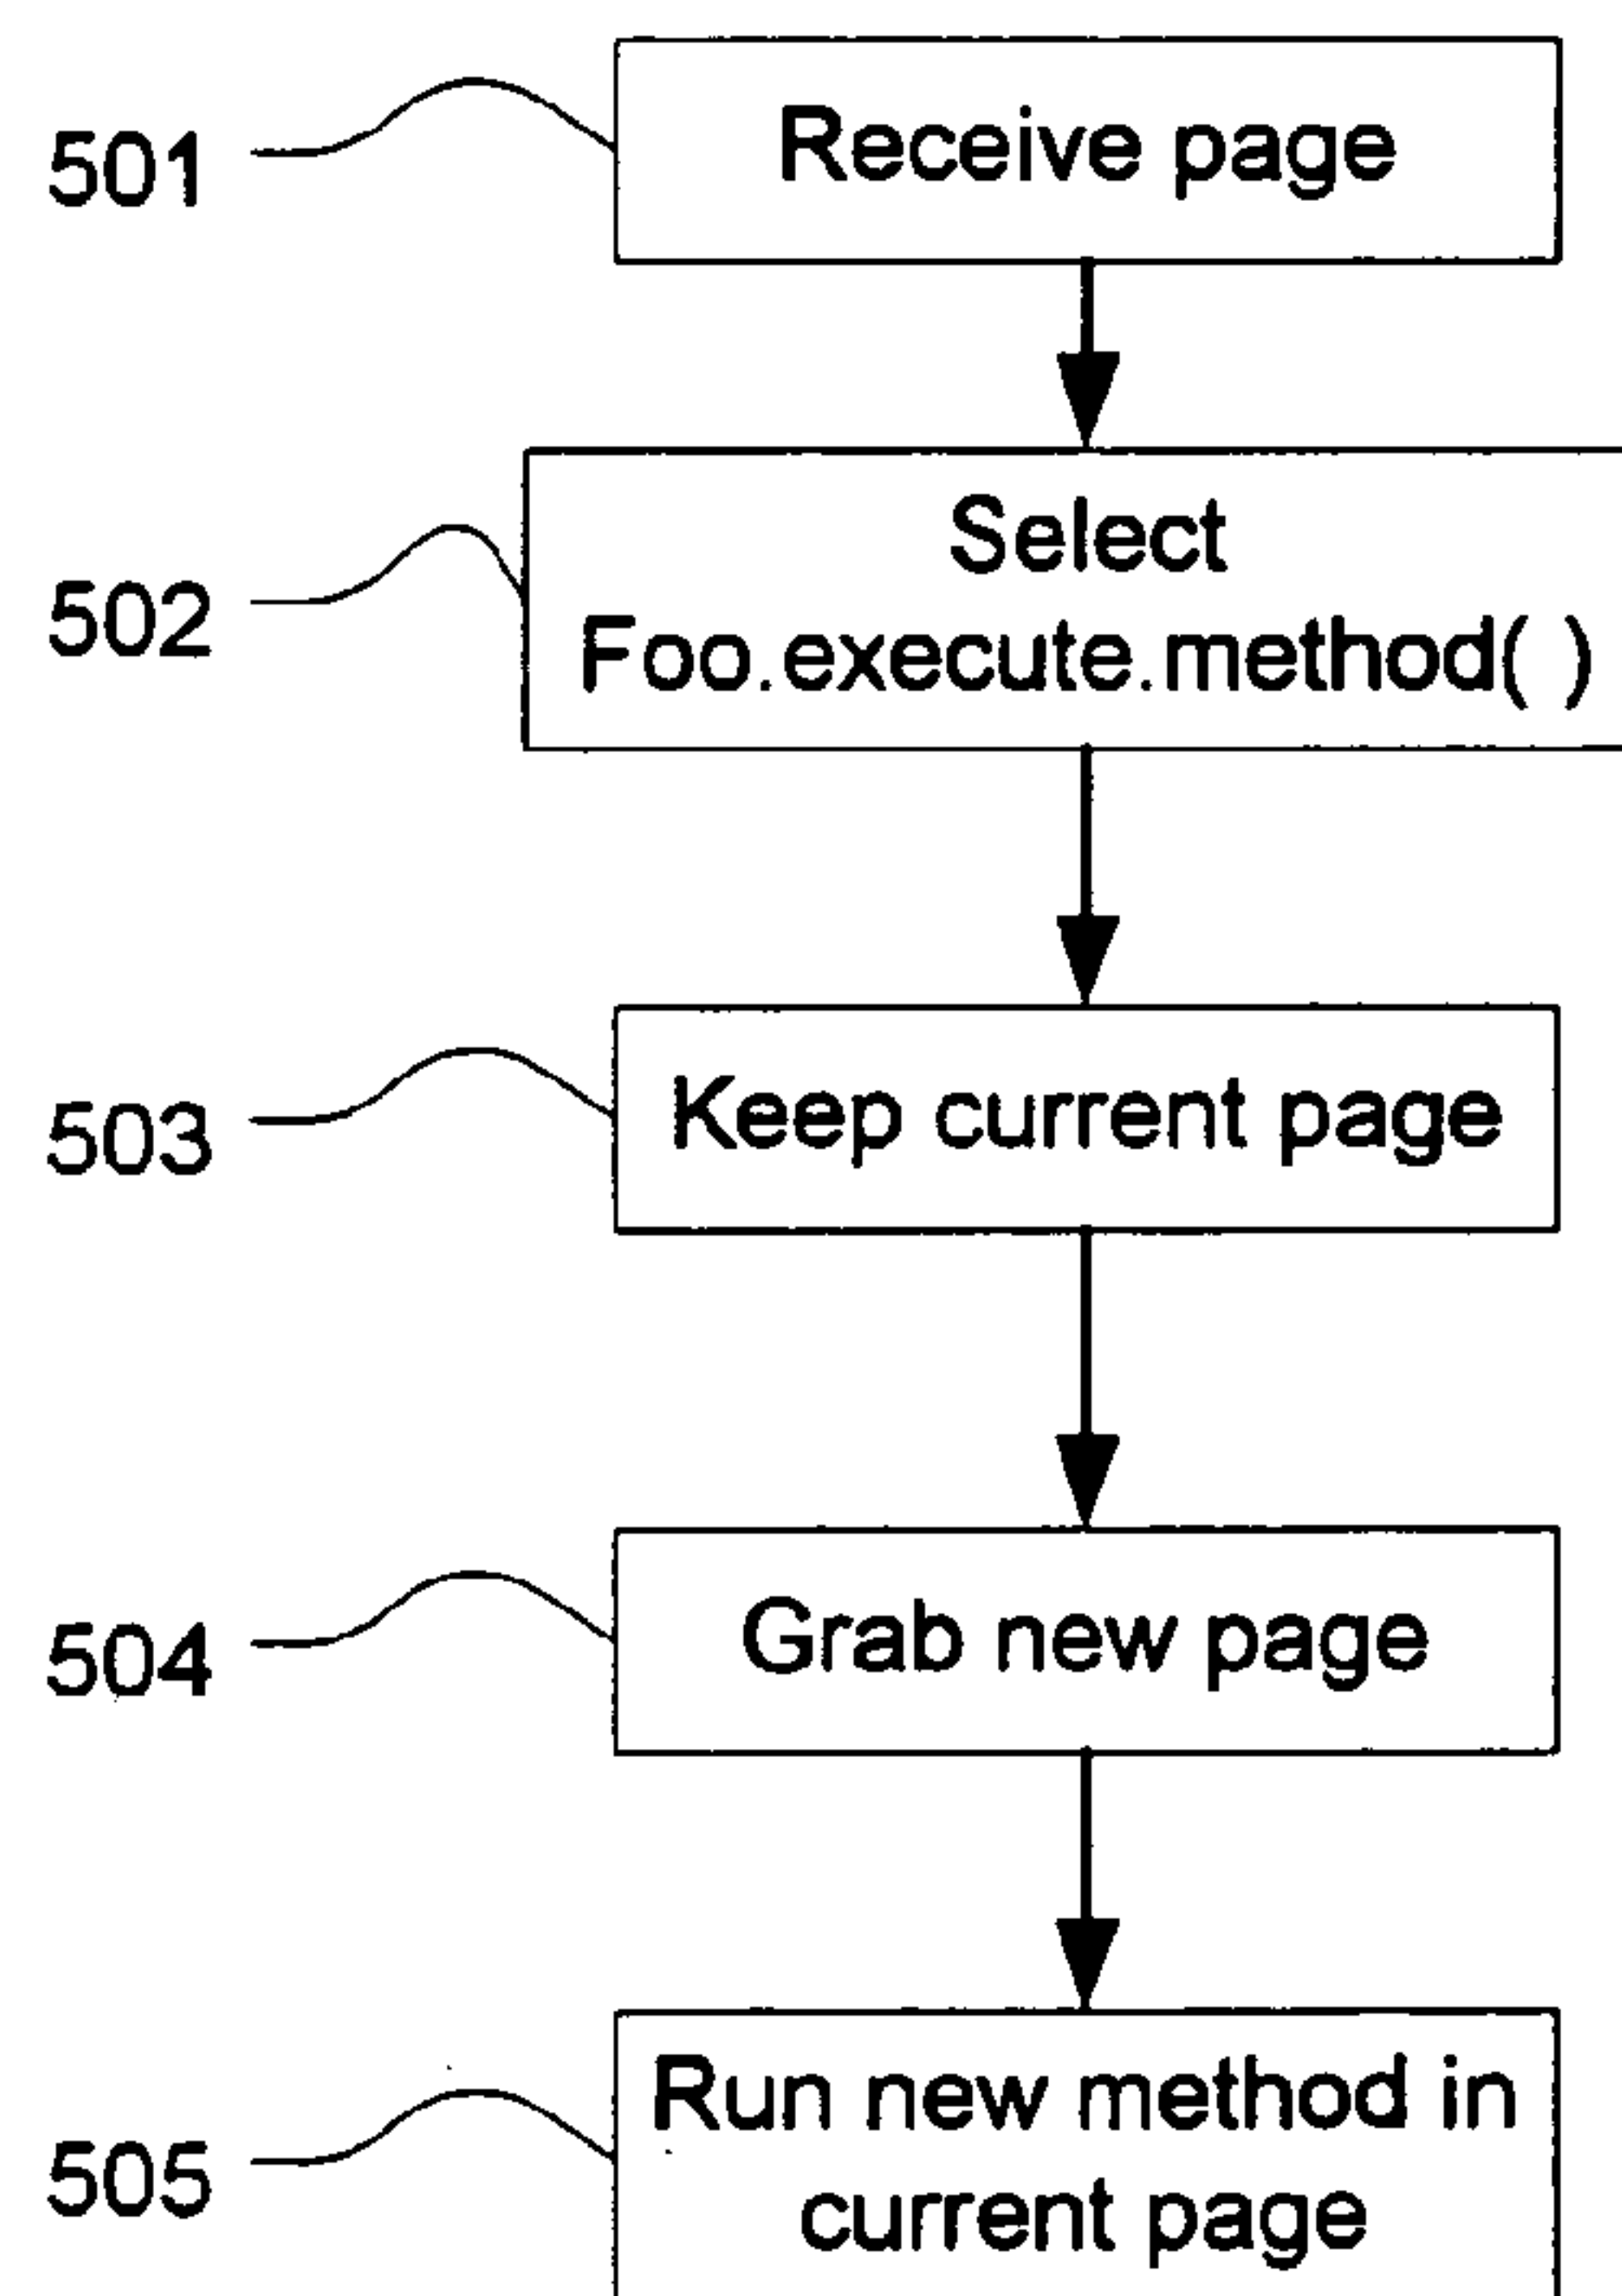 501
Receive page
Select
502
Foo.execute.method( )
503
Keep current page
504
Grab new page
Run new method in
505
current page